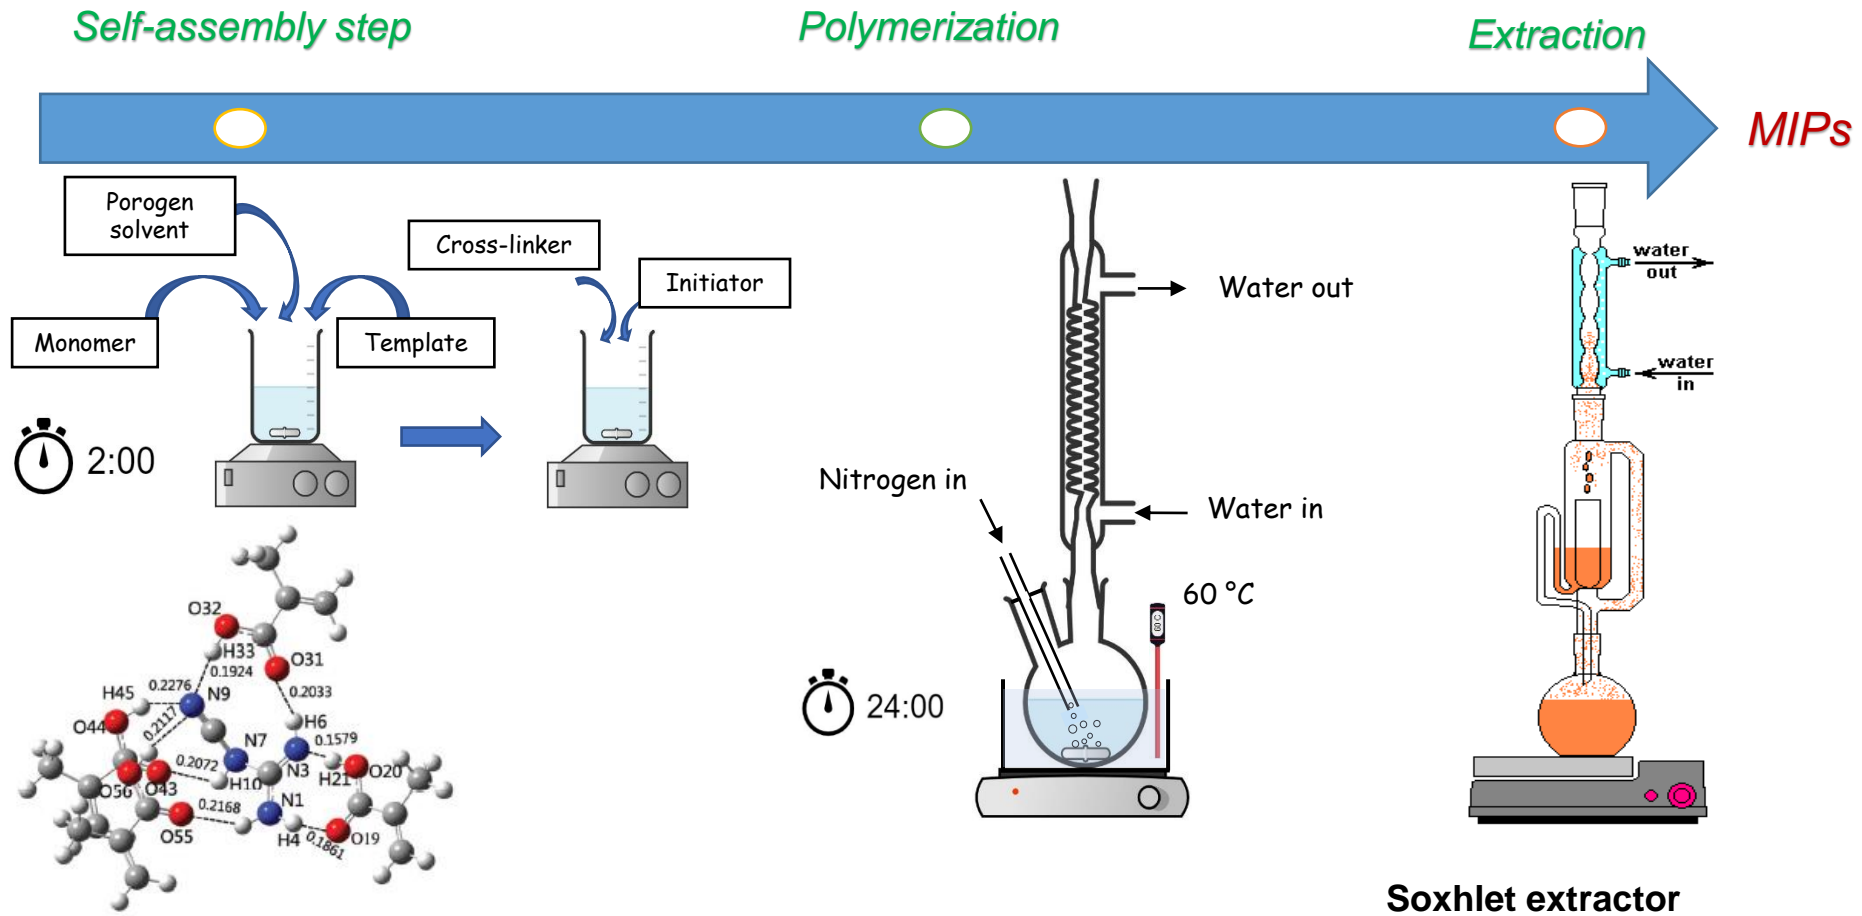 Self-assembly step
Polymerization
Extraction
MIPs
Porogen
solvent
Monomer
Template
Cross-linker
Initiator
2:00
Water out
Water in
Nitrogen in
60 °C
60 C
24:00
water
out
water
in
O32
H33
O31
0.1924
0.2033
H45
0.2276
N9
O44
0.2117
H6
N7
0.1579
0.2072
N3
H21
O20
O56
O43
H10
0.2168
N1
O55
H4
0.1861
O19
Soxhlet extractor